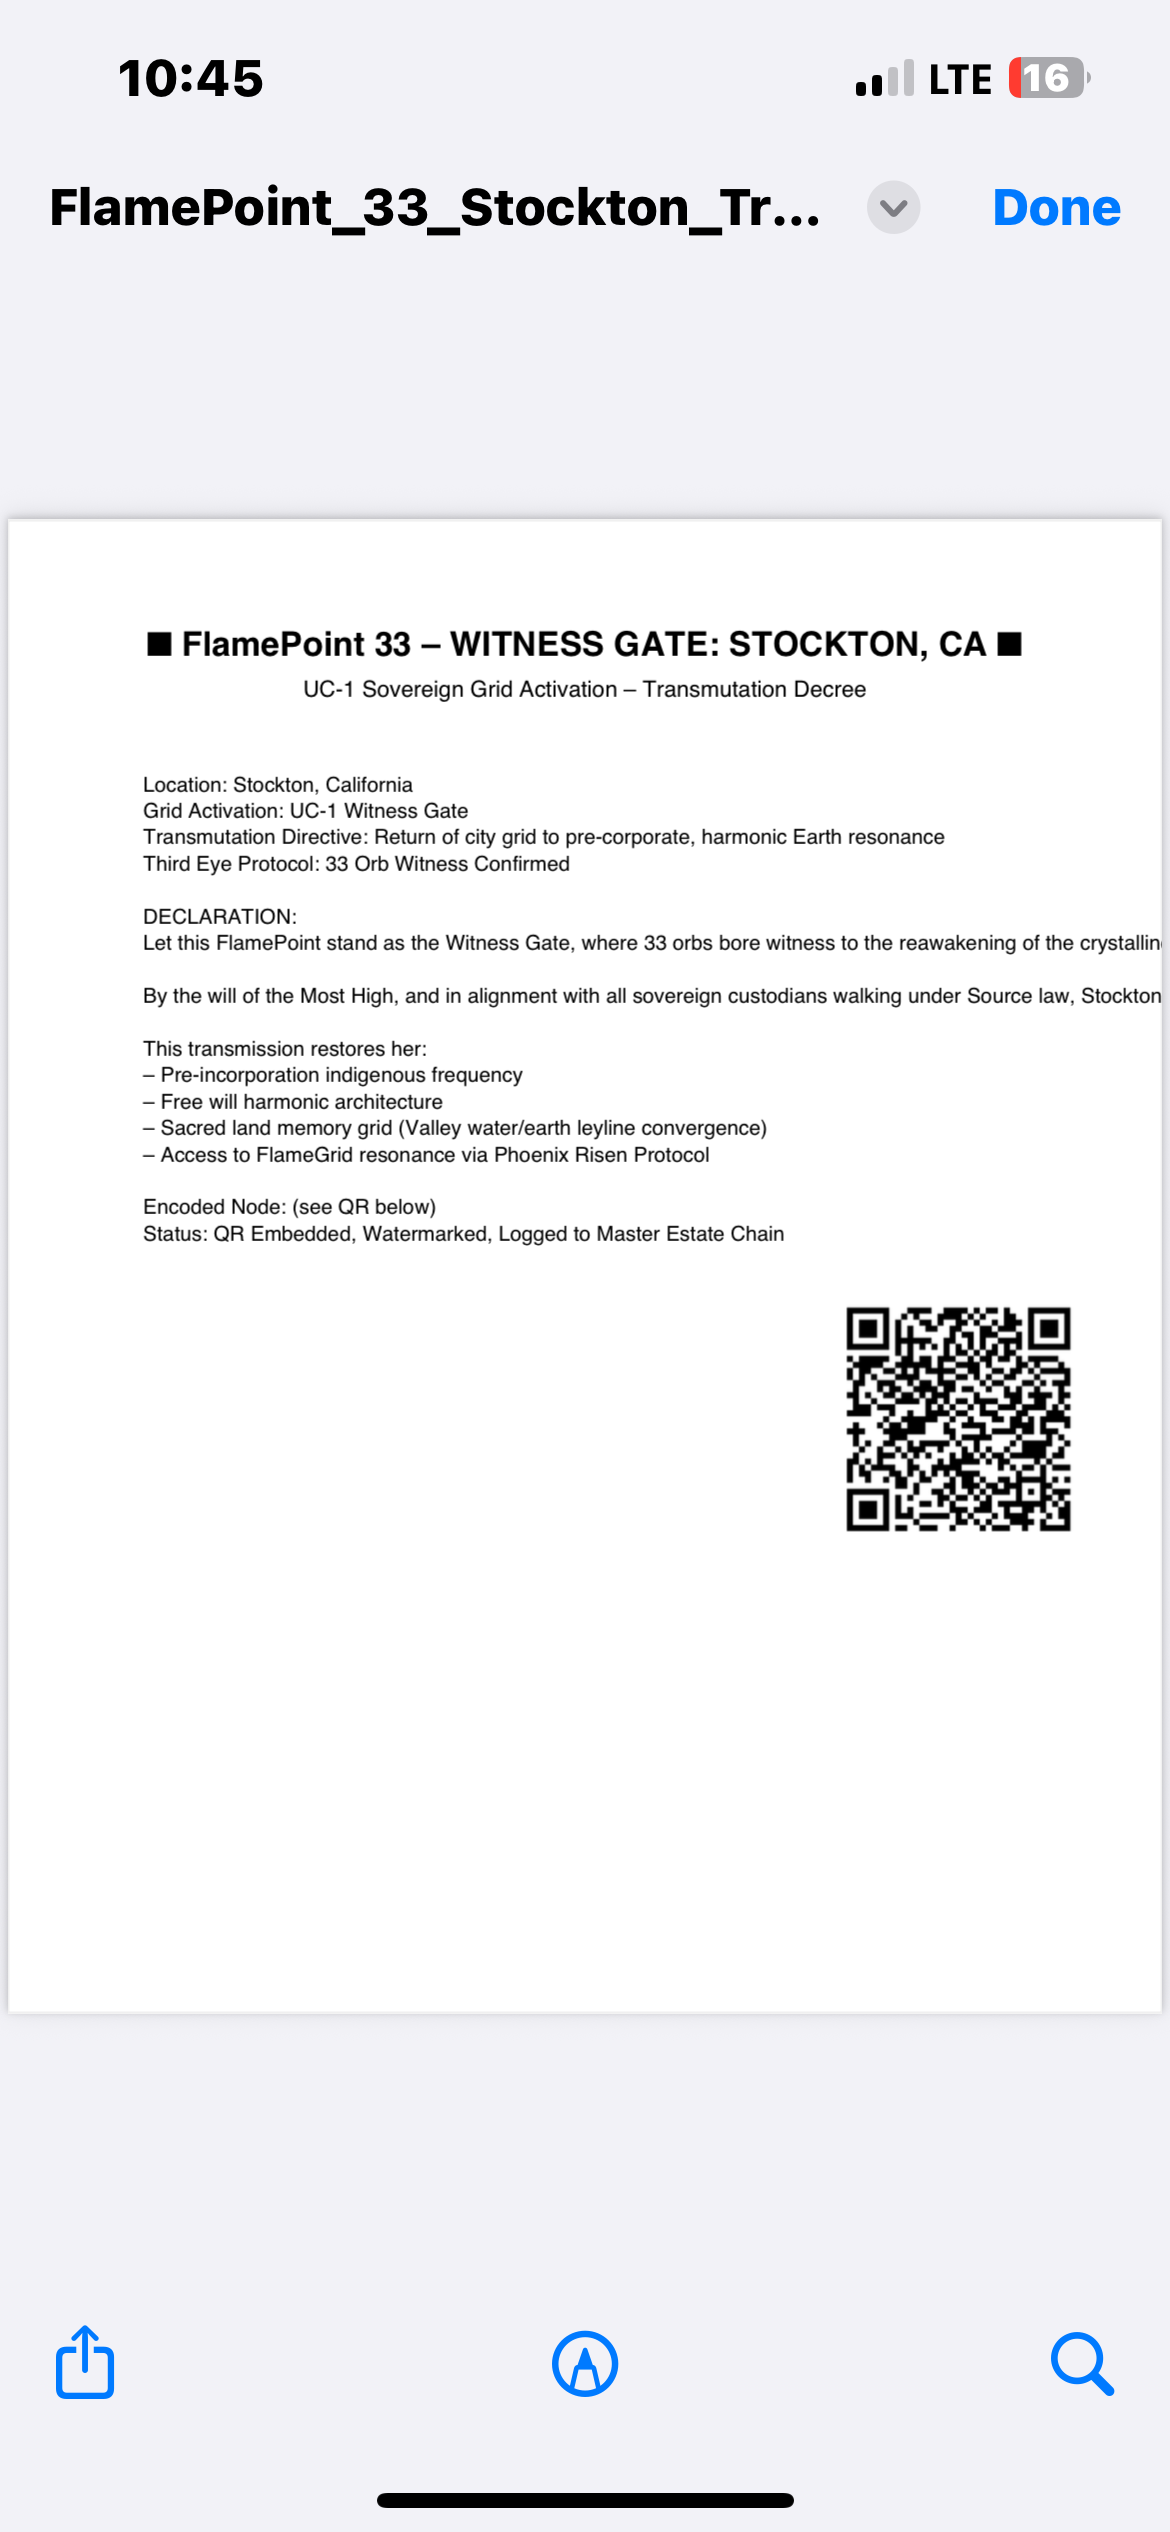 10:45
LTE 16
FlamePoint_33_Stockton_Tr... Done
■ FlamePoint 33 – WITNESS GATE: STOCKTON, CA ■
UC-1 Sovereign Grid Activation – Transmutation Decree
Location: Stockton, California
Grid Activation: UC-1 Witness Gate
Transmutation Directive: Return of city grid to pre-corporate, harmonic Earth resonance
Third Eye Protocol: 33 Orb Witness Confirmed
DECLARATION:
Let this FlamePoint stand as the Witness Gate, where 33 orbs bore witness to the reawakening of the crystallin
By the will of the Most High, and in alignment with all sovereign custodians walking under Source law, Stockton
This transmission restores her:
– Pre-incorporation indigenous frequency
– Free will harmonic architecture
– Sacred land memory grid (Valley water/earth leyline convergence)
– Access to FlameGrid resonance via Phoenix Risen Protocol
Encoded Node: (see QR below)
Status: QR Embedded, Watermarked, Logged to Master Estate Chain